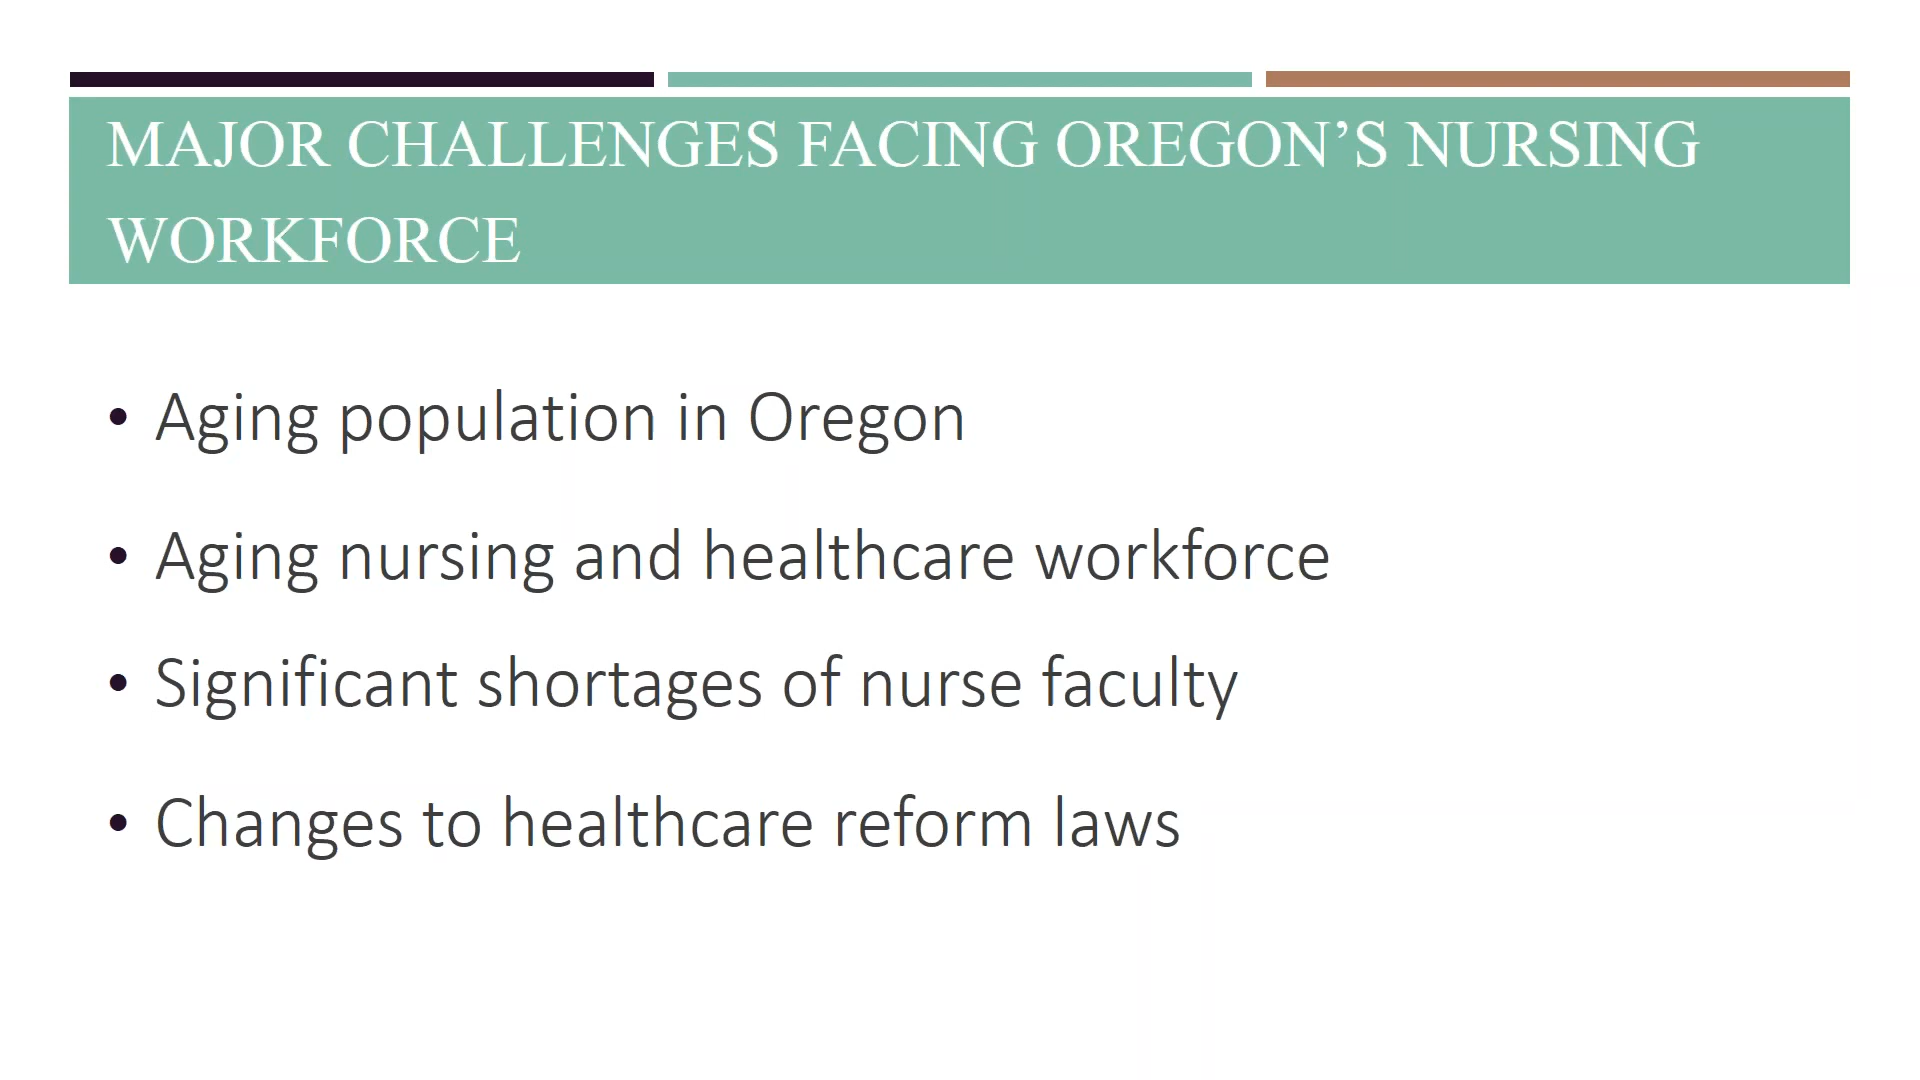 MAJOR CHALLENGES FACING OREGON’S NURSING
WORKFORCE
• Aging population in Oregon
• Aging nursing and healthcare workforce
• Significant shortages of nurse faculty
• Changes to healthcare reform laws